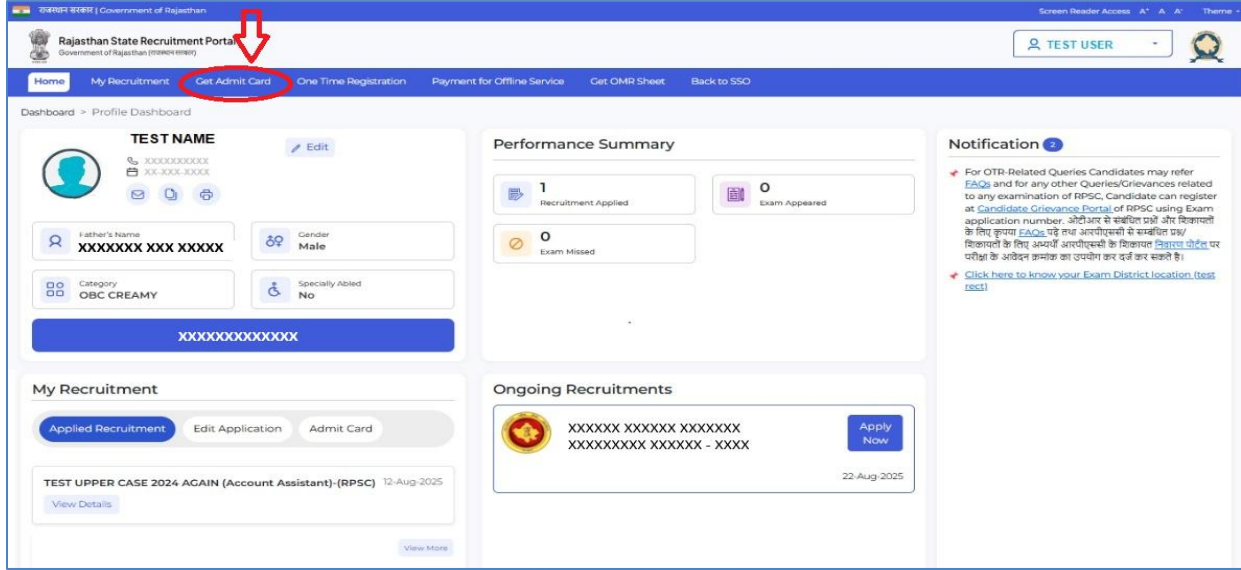 राजस्थान सरकार | Government of Rajasthan
Screen Reader Access A⁺ A A⁻ Theme
Rajasthan State Recruitment Portal
Government of Rajasthan (राजस्थान सरकार)
TEST USER
Home My Recruitment Get Admit Card One Time Registration Payment for Offline Service Get OMR Sheet Back to SSO
Dashboard > Profile Dashboard
TEST NAME
Edit
XXXXXXXXXX
XX-XXX-XXXX
Father's Name
XXXXXXX XXX XXXXX
Gender
Male
Category
OBC CREAMY
Specially Abled
No
XXXXXXXXXXXXX
Performance Summary
1
Recruitment Applied
0
Exam Appeared
0
Exam Missed
Notification 2
For OTR-Related Queries Candidates may refer
FAQs and for any other Queries/Grievances related
to any examination of RPSC, Candidate can register
at Candidate Grievance Portal of RPSC using Exam
application number. ओटीआर से संबंधित प्रश्नों और शिकायतों
के लिए कृपया FAQs पढ़े तथा आरपीएससी से सम्बंधित प्रश्न/
शिकायतों के लिए अभ्यर्थी आरपीएससी के शिकायत निवारण पोर्टल पर
परीक्षा के आवेदन क्रमांक का उपयोग कर दर्ज कर सकते है।
Click here to know your Exam District location (test
rect)
My Recruitment
Applied Recruitment Edit Application Admit Card
TEST UPPER CASE 2024 AGAIN (Account Assistant)-(RPSC) 12-Aug-2025
View Details
View More
Ongoing Recruitments
XXXXXX XXXXXX XXXXXXX
XXXXXXXXX XXXXXX - XXXX
Apply
Now
22-Aug-2025